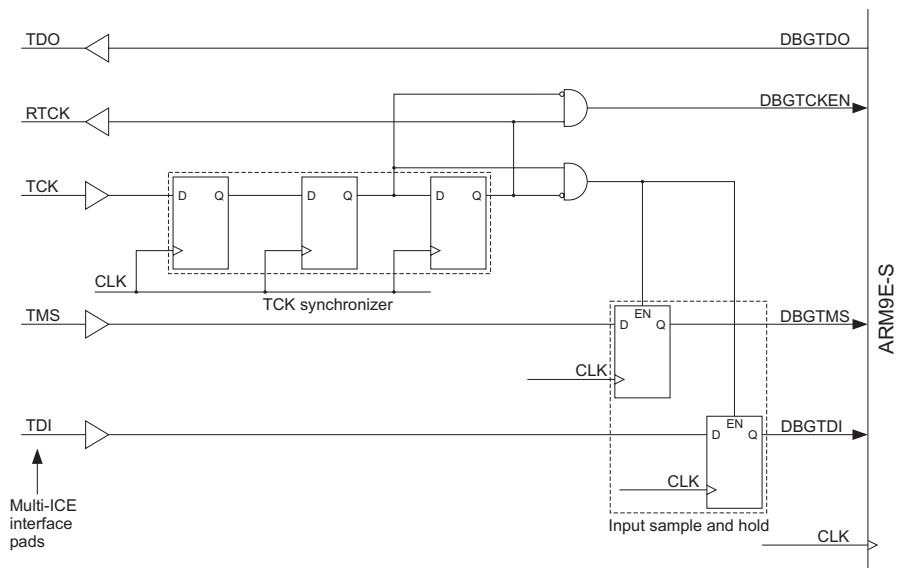 TDO
DBGTDO
RTCK
DBGTCKEN
TCK
D Q
D Q
D Q
CLK
TCK synchronizer
TMS
D EN Q
DBGTMS
CLK
ARM9E-S
TDI
D EN Q
DBGTDI
CLK
Multi-ICE
interface
pads
Input sample and hold
CLK